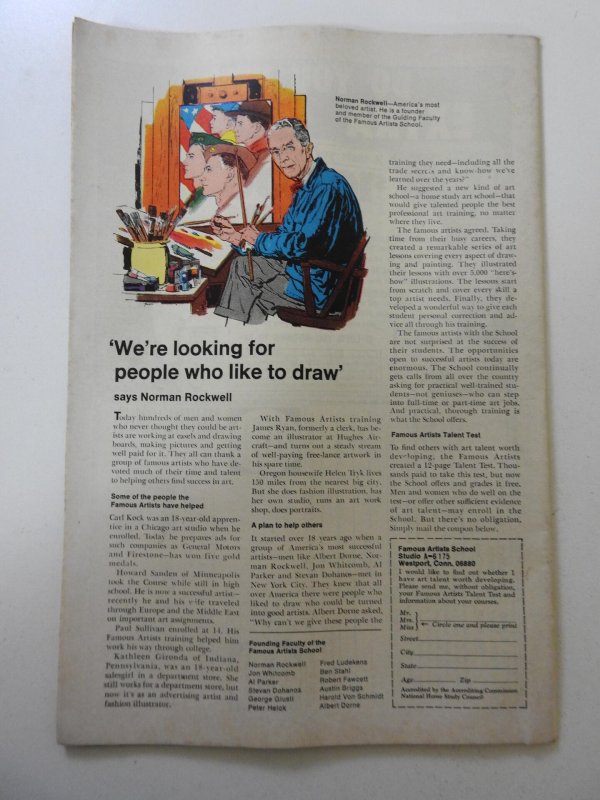 Norman Rockwell—America's most
beloved artist. He is a founder
and member of the Guiding Faculty
of the Famous Artists School.
'We're looking for
people who like to draw'
says Norman Rockwell
Today hundreds of men and women
who never thought they could be art-
ists are working at easels and drawing
boards, making pictures and getting
well paid for it. They all can thank a
group of famous artists who have de-
voted much of their time and talent
to helping others find success in art.
Some of the people the
Famous Artists have helped
Carl Kock was an 18-year-old appren-
tice in a Chicago art studio when he
enrolled. Today he prepares ads for
such companies as General Motors
and Firestone—has won five gold
medals.
Howard Sanden of Minneapolis
took the Course while still in high
school. He is now a successful artist—
recently he and his wife traveled
through Europe and the Middle East
on important art assignments.
Paul Sullivan enrolled at 14. His
Famous Artists training helped him
work his way through college.
Kathleen Gironda of Indiana,
Pennsylvania, was an 18-year-old
salesgirl in a department store. She
still works for a department store, but
now it's as an advertising artist and
fashion illustrator.
With Famous Artists training
James Ryan, formerly a clerk, has be-
come an illustrator at Hughes Air-
craft—and turns out a steady stream
of well-paying free-lance artwork in
his spare time.
Oregon housewife Helen Tryk lives
150 miles from the nearest big city.
But she does fashion illustration, has
her own studio, runs an art work
shop, does portraits.
A plan to help others
It started over 18 years ago when a
group of America's most successful
artists—men like Albert Dorne, Nor-
man Rockwell, Jon Whitcomb, Al
Parker and Stevan Dohanos—met in
New York City. They knew that all
over America there were people who
liked to draw who could be turned
into good artists. Albert Dorne asked,
"Why can't we give these people the
Founding Faculty of the
Famous Artists School
Norman Rockwell
Jon Whitcomb
Al Parker
Stevan Dohanos
George Giusti
Peter Helck
Fred Ludekens
Ben Stahl
Robert Fawcett
Austin Briggs
Harold Von Schmidt
Albert Dorne
training they need—including all the
trade secrets and know-how we've
learned over the years?"
He suggested a new kind of art
school—a home study art school—that
would give talented people the best
professional art training, no matter
where they live.
The famous artists agreed. Taking
time from their busy careers, they
created a remarkable series of art
lessons covering every aspect of draw-
ing and painting. They illustrated
their lessons with over 5,000 "here's-
how" illustrations. The lessons start
from scratch and cover every skill a
top artist needs. Finally, they de-
veloped a wonderful way to give each
student personal correction and ad-
vice all through his training.
The famous artists with the School
are not surprised at the success of
their students. The opportunities
open to successful artists today are
enormous. The School continually
gets calls from all over the country
asking for practical well-trained stu-
dents—not geniuses—who can step
into full-time or part-time art jobs.
And practical, thorough training is
what the School offers.
Famous Artists Talent Test
To find others with art talent worth
developing, the Famous Artists
created a 12-page Talent Test. Thou-
sands paid to take this test, but now
the School offers and grades it free.
Men and women who do well on the
test—or offer other sufficient evidence
of art talent—may enroll in the
School. But there's no obligation.
Simply mail the coupon below.
Famous Artists School
Studio A-6175
Westport, Conn. 06880
I would like to find out whether I
have art talent worth developing.
Please send me, without obligation,
your Famous Artists Talent Test and
information about your courses.
Mr.
Mrs.
Miss
← Circle one and please print
Street
City
State
Age Zip
Accredited by the Accrediting Commission
National Home Study Council